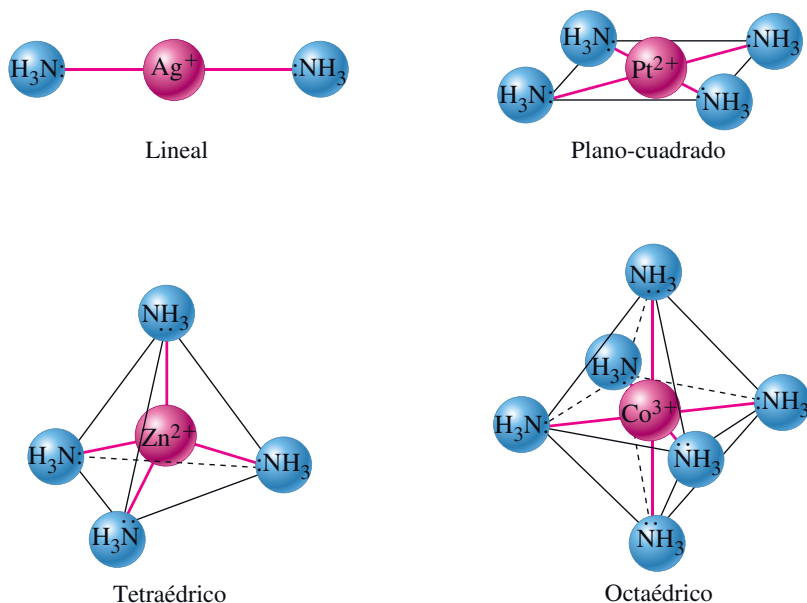 H₃N: Ag⁺ :NH₃
Lineal
H₃N: :NH₃
Pt²⁺
H₃N: :NH₃
Plano-cuadrado
NH₃
Zn²⁺
H₃N: :NH₃
H₃N
Tetraédrico
NH₃
H₃N
Co³⁺ :NH₃
H₃N:
NH₃
NH₃
Octaédrico